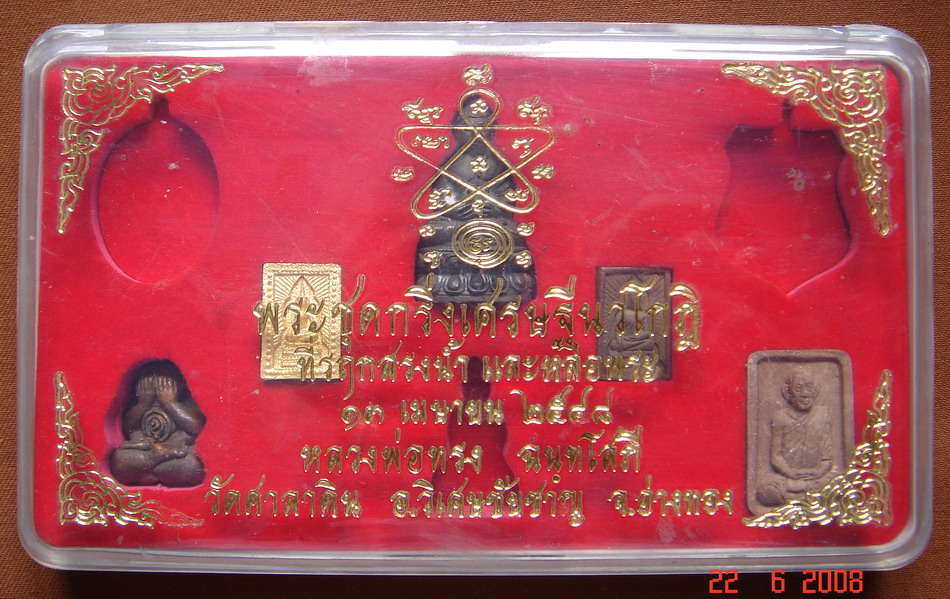 พระชุดกริ่งเศรษฐีนวโกฏิ
ที่รฤกสรงน้ำ และหล่อพระ
๑๓ เมษายน ๒๕๔๘
หลวงพ่อทรง ฉนฺทโสภี
วัดศาลาดิน อ.วิเศษชัยชาญ จ.อ่างทอง
22 6 2008